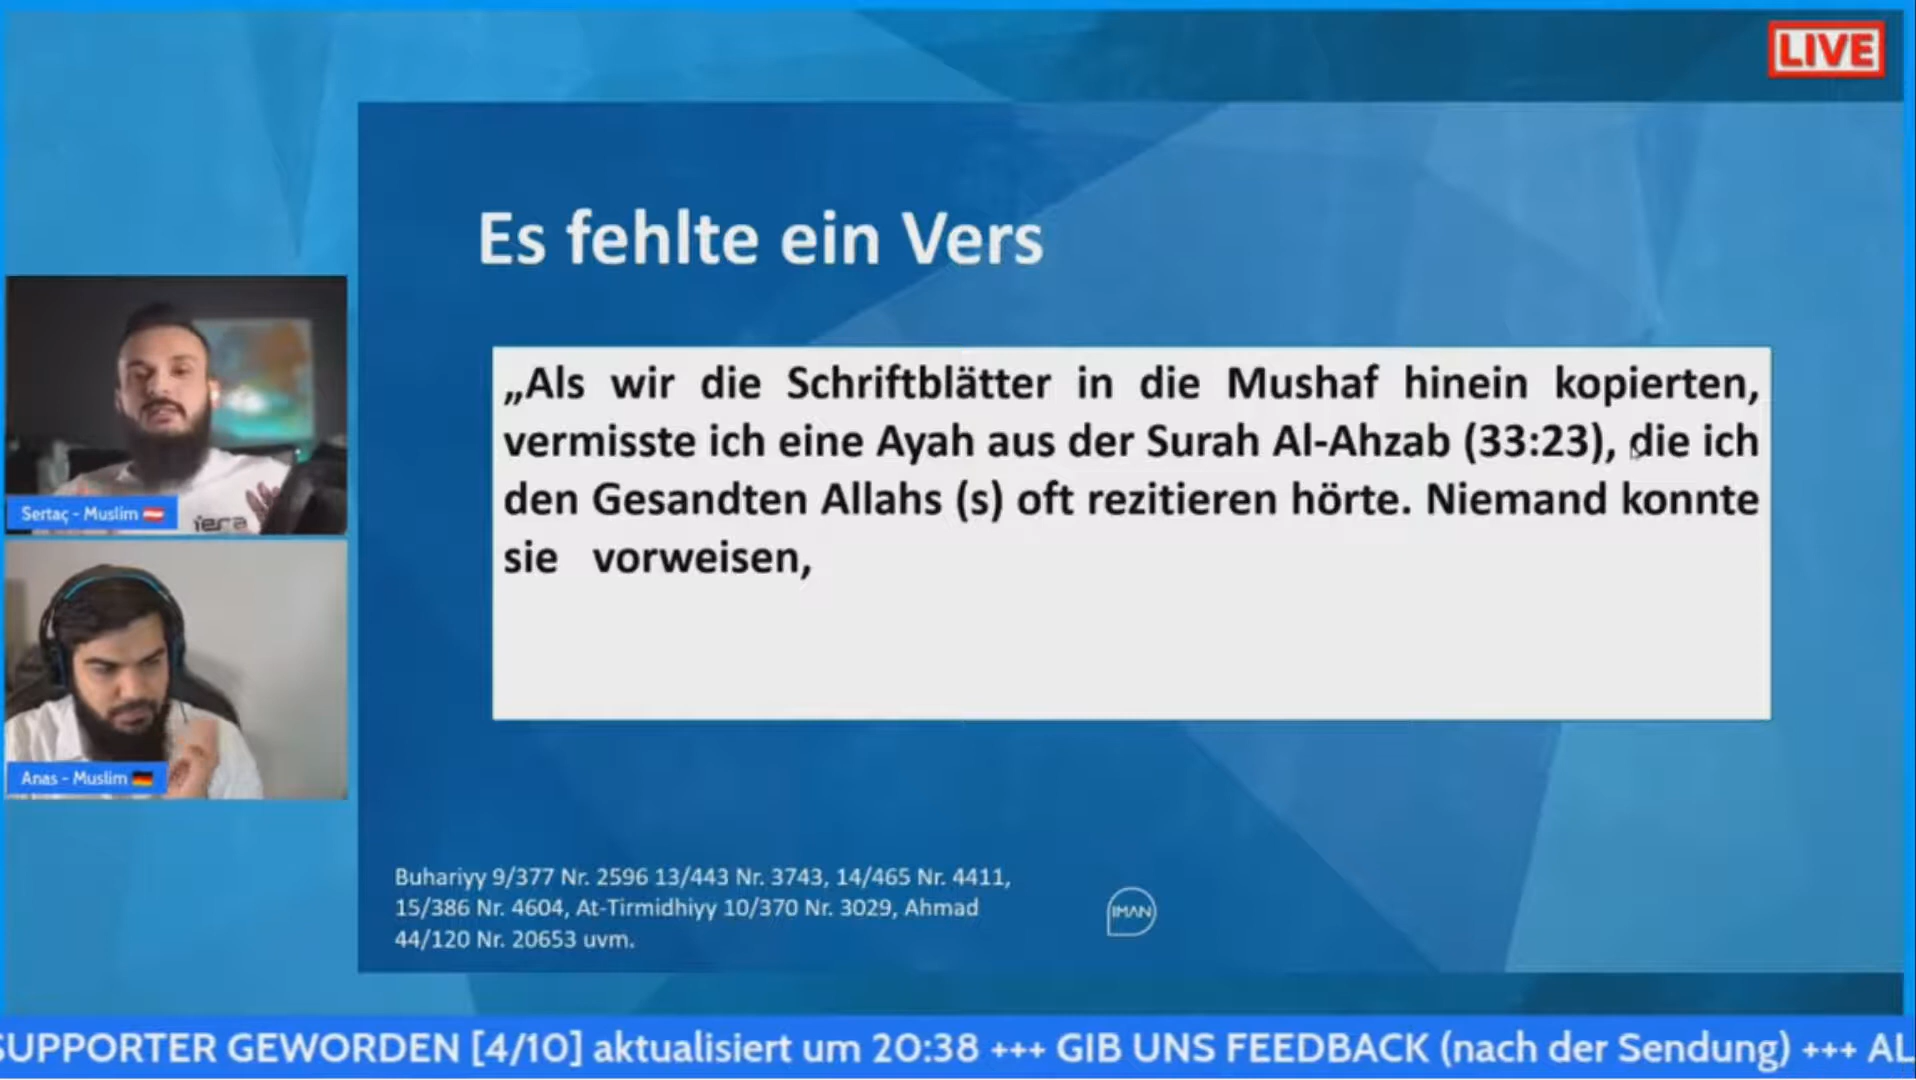 LIVE
Es fehlte ein Vers
„Als wir die Schriftblätter in die Mushaf hinein kopierten,
vermisste ich eine Ayah aus der Surah Al-Ahzab (33:23), die ich
den Gesandten Allahs (s) oft rezitieren hörte. Niemand konnte
sie vorweisen,
iera
Sertaç - Muslim
Anas - Muslim
Buhariyy 9/377 Nr. 2596 13/443 Nr. 3743, 14/465 Nr. 4411,
15/386 Nr. 4604, At-Tirmidhiyy 10/370 Nr. 3029, Ahmad
44/120 Nr. 20653 uvm.
IMAN
SUPPORTER GEWORDEN [4/10] aktualisiert um 20:38 +++ GIB UNS FEEDBACK (nach der Sendung) +++ AL